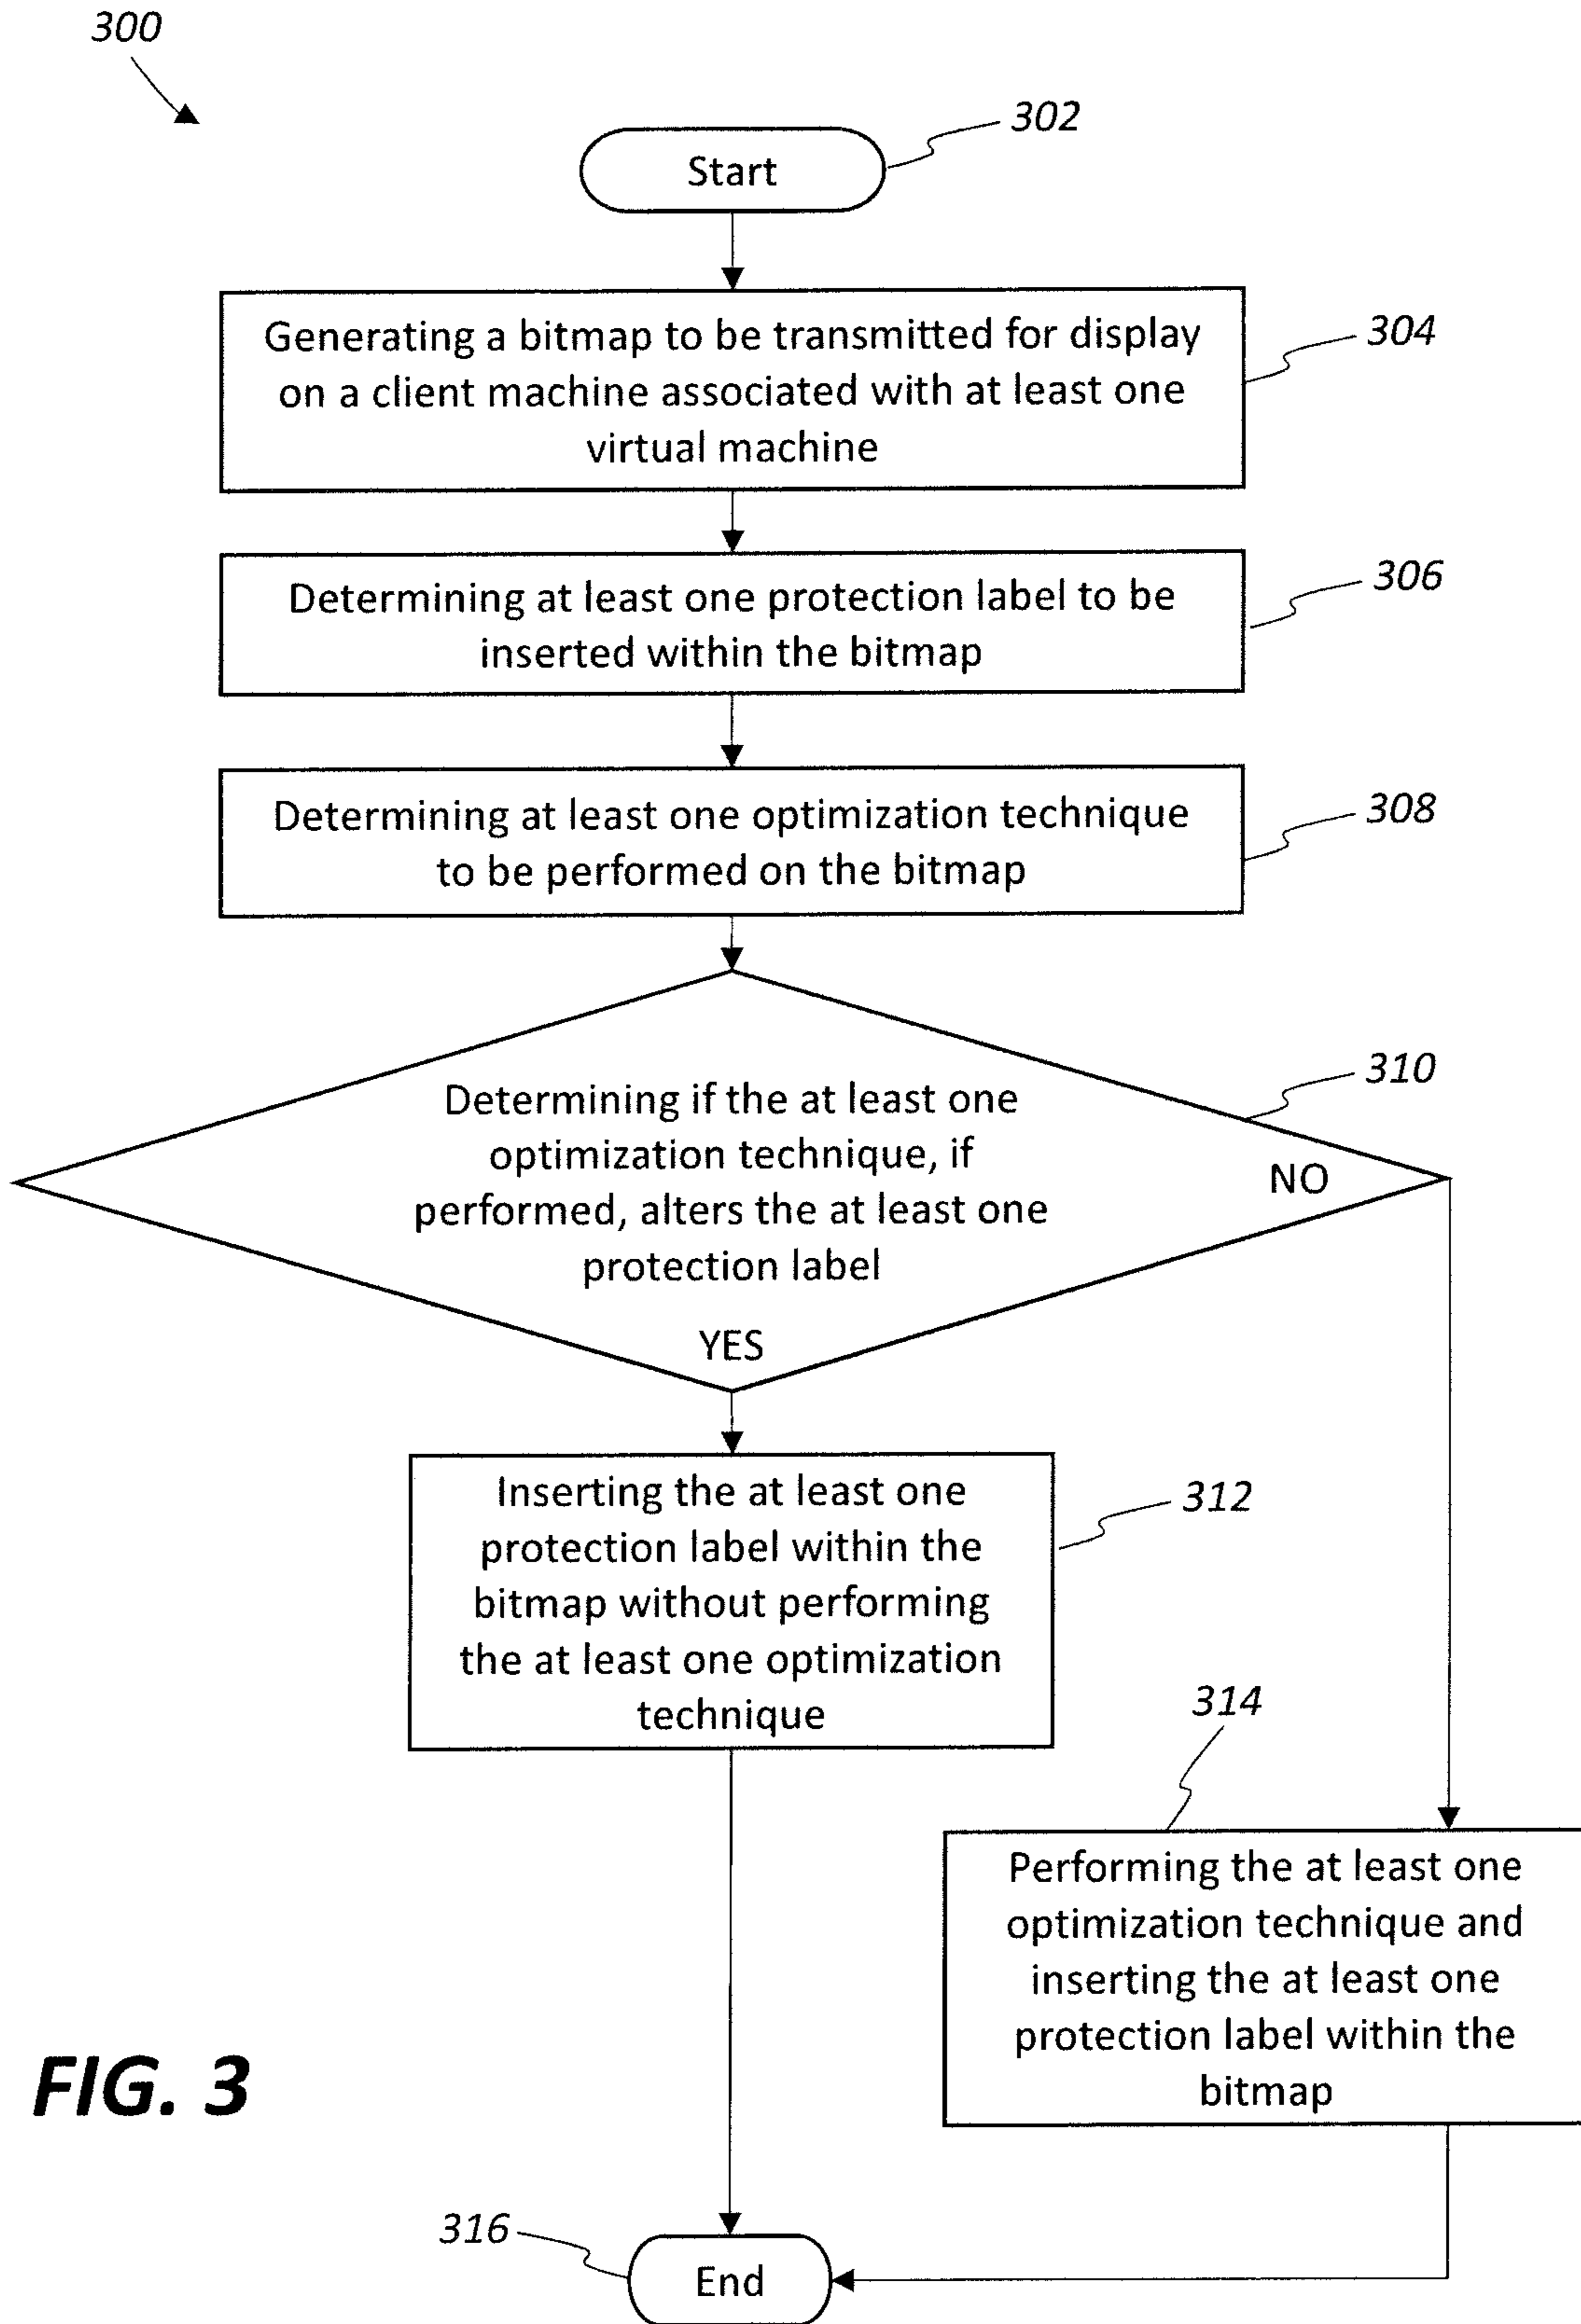 300
302
Start
304
Generating a bitmap to be transmitted for display
on a client machine associated with at least one
virtual machine
306
Determining at least one protection label to be
inserted within the bitmap
308
Determining at least one optimization technique
to be performed on the bitmap
310
Determining if the at least one
optimization technique, if
performed, alters the at least one
protection label
NO
YES
312
Inserting the at least one
protection label within the
bitmap without performing
the at least one optimization
technique
314
Performing the at least one
optimization technique and
inserting the at least one
protection label within the
bitmap
FIG. 3
316
End